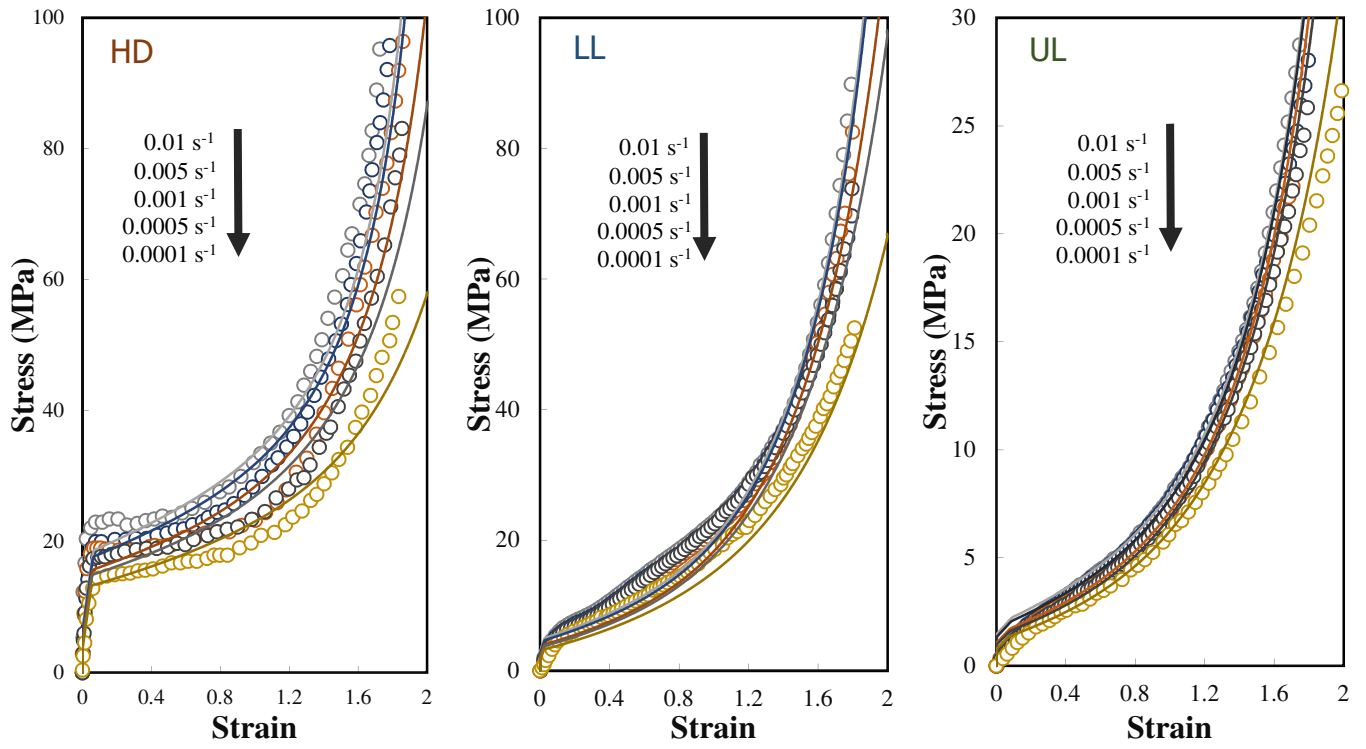 HD
Stress (MPa)
100
80
60
40
20
0
0.01 s⁻¹
0.005 s⁻¹
0.001 s⁻¹
0.0005 s⁻¹
0.0001 s⁻¹
0 0.4 0.8 1.2 1.6 2
Strain
LL
Stress (MPa)
100
80
60
40
20
0
0.01 s⁻¹
0.005 s⁻¹
0.001 s⁻¹
0.0005 s⁻¹
0.0001 s⁻¹
0 0.4 0.8 1.2 1.6 2
Strain
UL
Stress (MPa)
30
25
20
15
10
5
0
0.01 s⁻¹
0.005 s⁻¹
0.001 s⁻¹
0.0005 s⁻¹
0.0001 s⁻¹
0 0.4 0.8 1.2 1.6 2
Strain